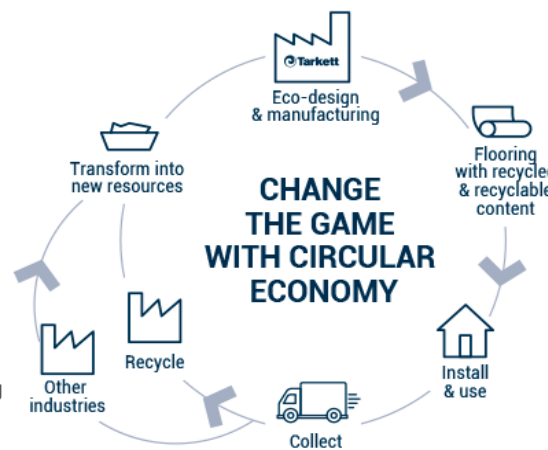 Tarkett
Eco-design
& manufacturing
Flooring
with recycled
& recyclable
content
Transform into
new resources
CHANGE
THE GAME
WITH CIRCULAR
ECONOMY
Install
& use
Recycle
Other
industries
Collect